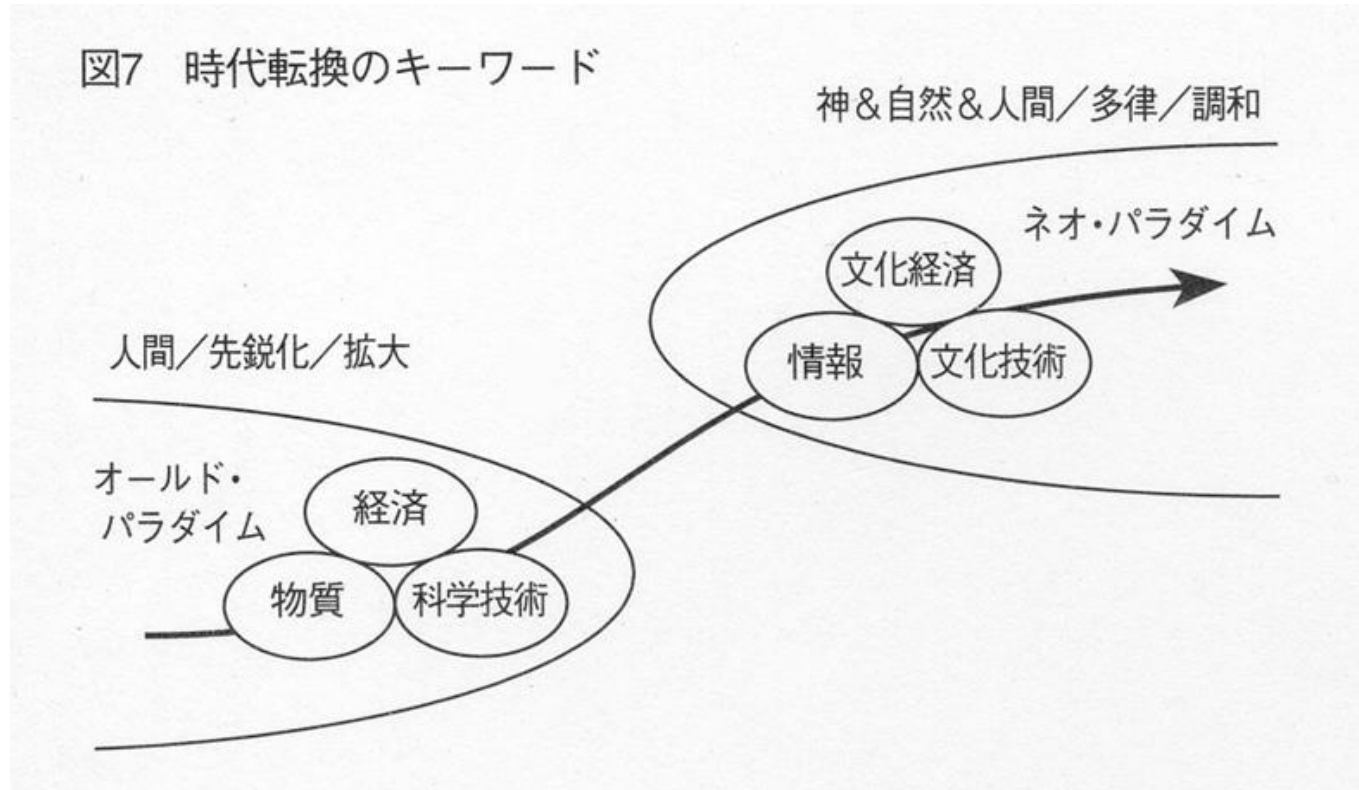 図7　時代転換のキーワード
神&自然&人間／多律／調和
ネオ・パラダイム
文化経済
情報
文化技術
人間／先鋭化／拡大
オールド・
パラダイム
経済
物質
科学技術